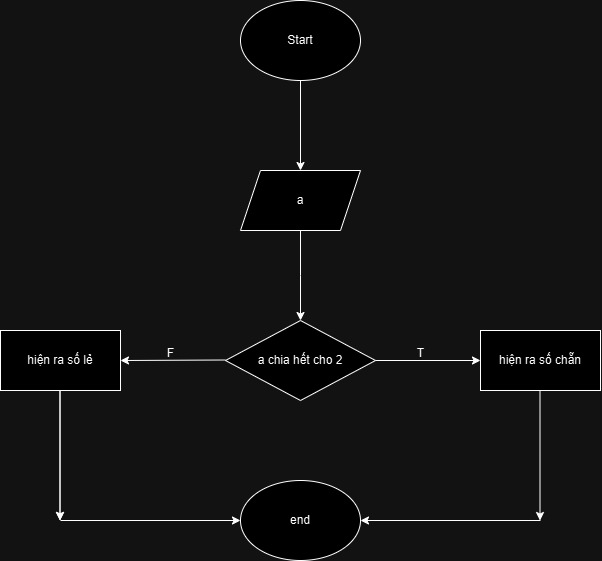 Start
a
a chia hết cho 2
F
T
hiện ra số lẻ
hiện ra số chẵn
end